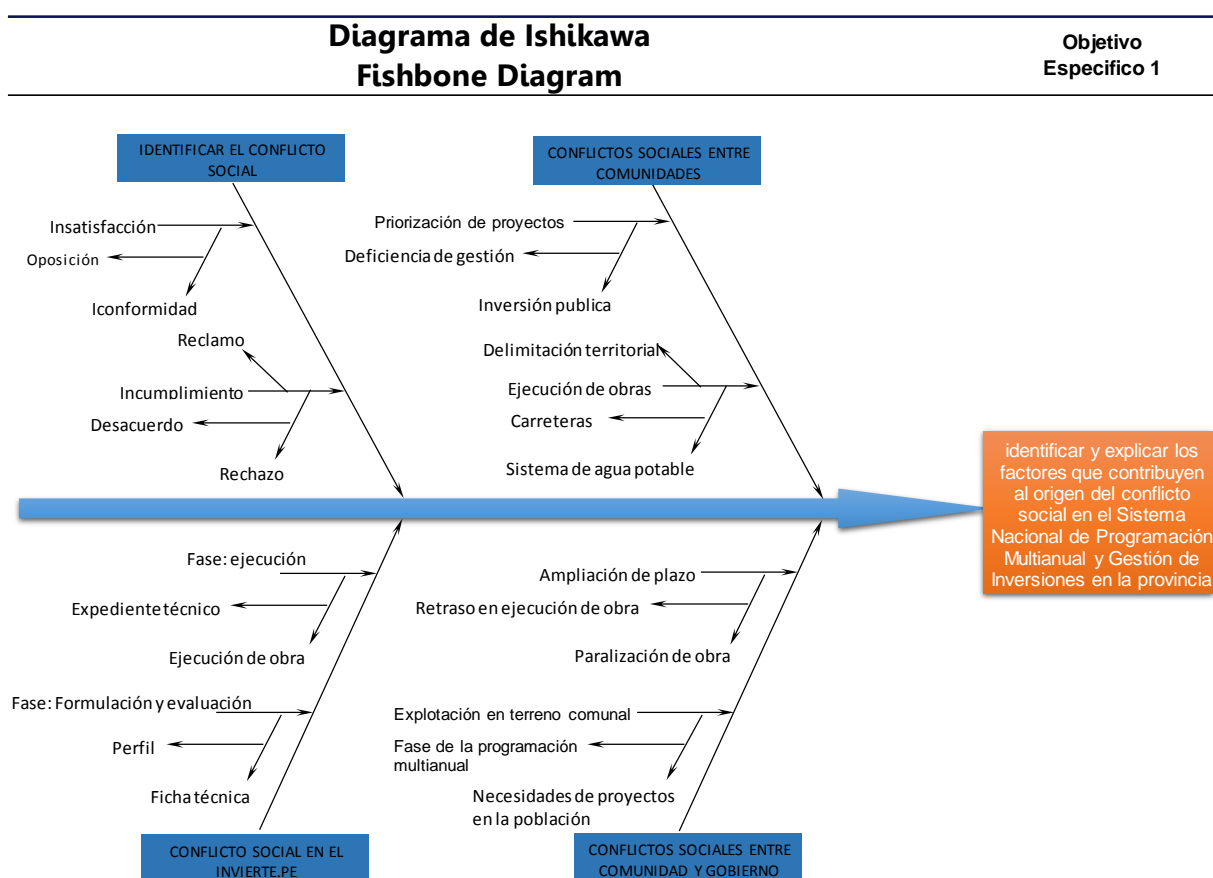 Diagrama de Ishikawa
Fishbone Diagram
Objetivo
Especifico 1
IDENTIFICAR EL CONFLICTO
SOCIAL
CONFLICTOS SOCIALES ENTRE
COMUNIDADES
Insatisfacción
Oposición
Iconformidad
Reclamo
Incumplimiento
Desacuerdo
Rechazo
Priorización de proyectos
Deficiencia de gestión
Inversión publica
Delimitación territorial
Ejecución de obras
Carreteras
Sistema de agua potable
identificar y explicar los
factores que contribuyen
al origen del conflicto
social en el Sistema
Nacional de Programación
Multianual y Gestión de
Inversiones en la provincia
Fase: ejecución
Expediente técnico
Ejecución de obra
Fase: Formulación y evaluación
Perfil
Ficha técnica
Ampliación de plazo
Retraso en ejecución de obra
Paralización de obra
Explotación en terreno comunal
Fase de la programación
multianual
Necesidades de proyectos
en la población
CONFLICTO SOCIAL EN EL
INVIERTE.PE
CONFLICTOS SOCIALES ENTRE
COMUNIDAD Y GOBIERNO